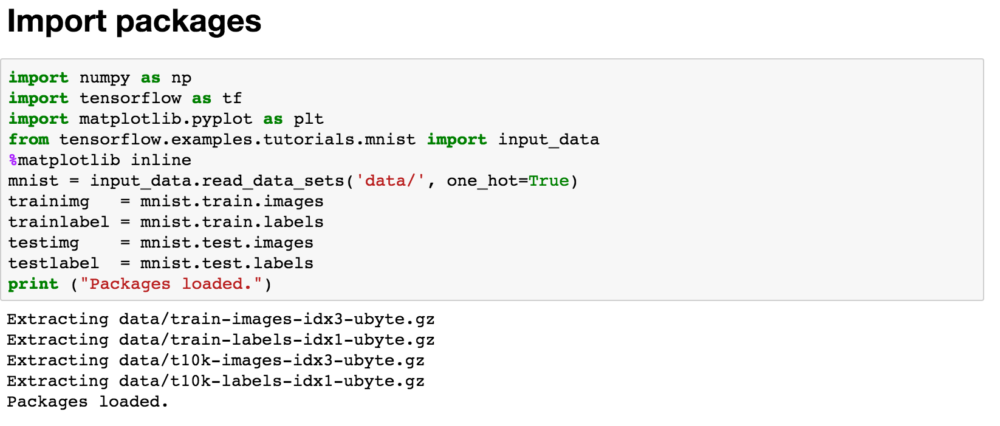 Import packages
import numpy as np
import tensorflow as tf
import matplotlib.pyplot as plt
from tensorflow.examples.tutorials.mnist import input_data
%matplotlib inline
mnist = input_data.read_data_sets('data/', one_hot=True)
trainimg   = mnist.train.images
trainlabel = mnist.train.labels
testimg    = mnist.test.images
testlabel  = mnist.test.labels
print ("Packages loaded.")
Extracting data/train-images-idx3-ubyte.gz
Extracting data/train-labels-idx1-ubyte.gz
Extracting data/t10k-images-idx3-ubyte.gz
Extracting data/t10k-labels-idx1-ubyte.gz
Packages loaded.